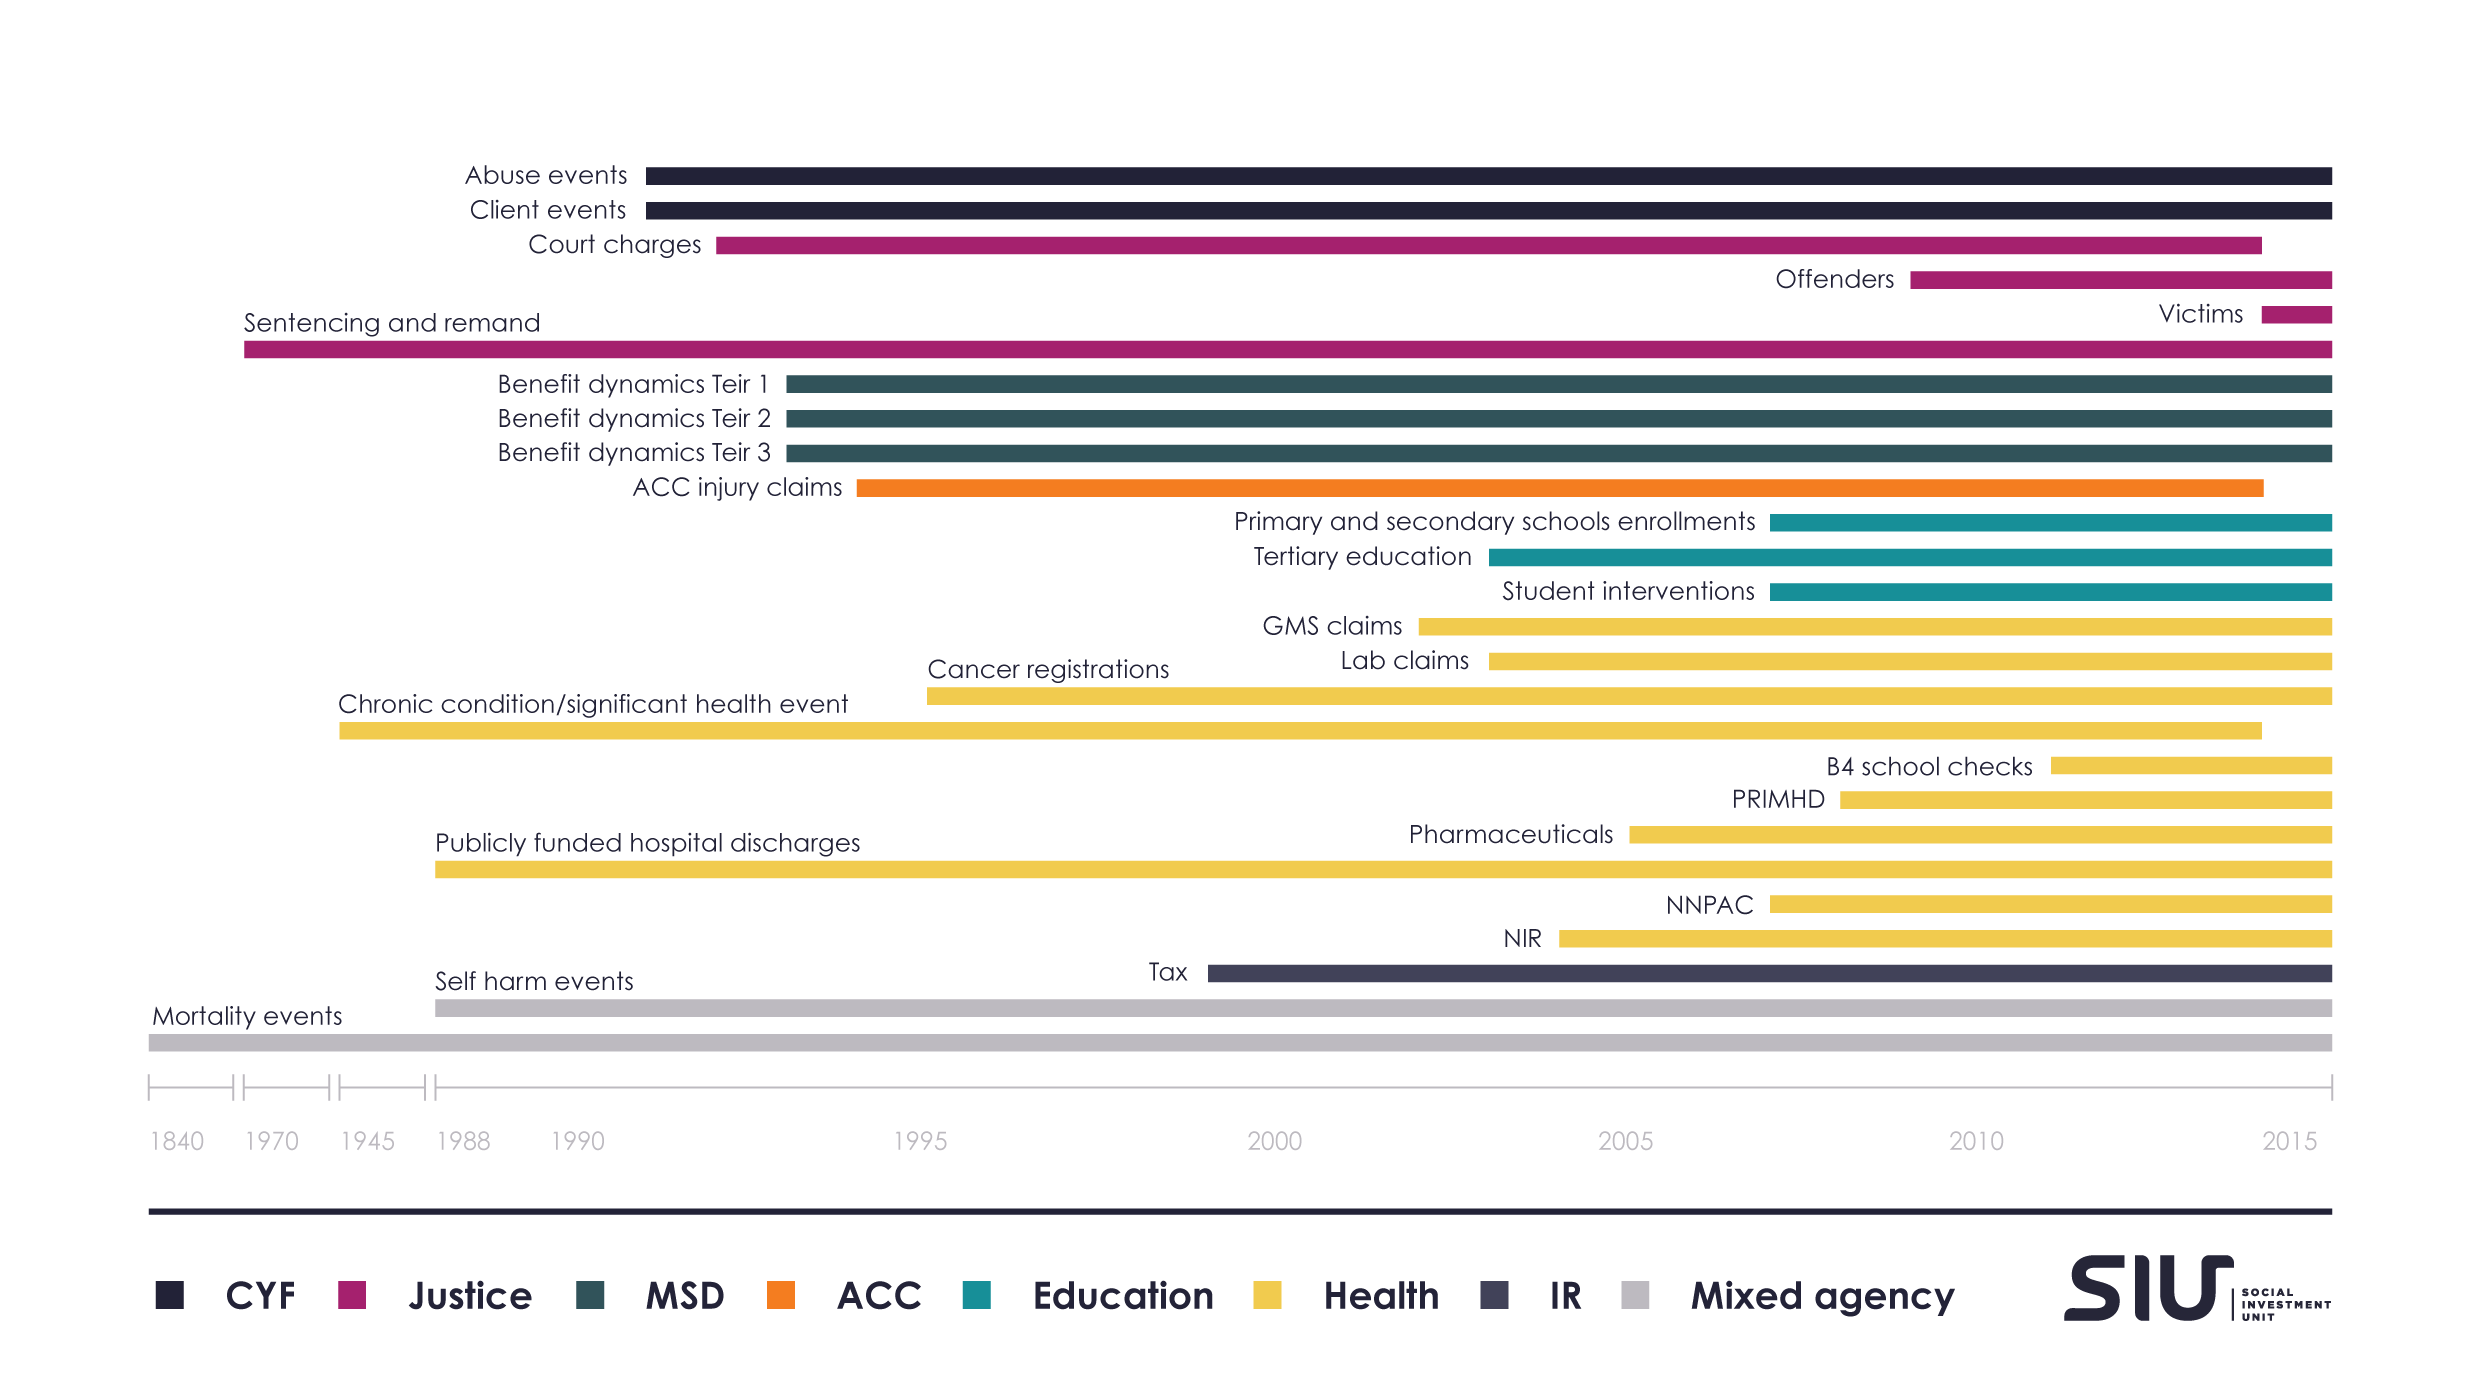 Abuse events
Client events
Court charges
Offenders
Victims
Sentencing and remand
Benefit dynamics Teir 1
Benefit dynamics Teir 2
Benefit dynamics Teir 3
ACC injury claims
Primary and secondary schools enrollments
Tertiary education
Student interventions
GMS claims
Lab claims
Cancer registrations
Chronic condition/significant health event
B4 school checks
PRIMHD
Pharmaceuticals
Publicly funded hospital discharges
NNPAC
NIR
Tax
Self harm events
Mortality events
1840 1970 1945 1988 1990 1995 2000 2005 2010 2015
CYF Justice MSD ACC Education Health IR Mixed agency
SIU
SOCIAL
INVESTMENT
UNIT